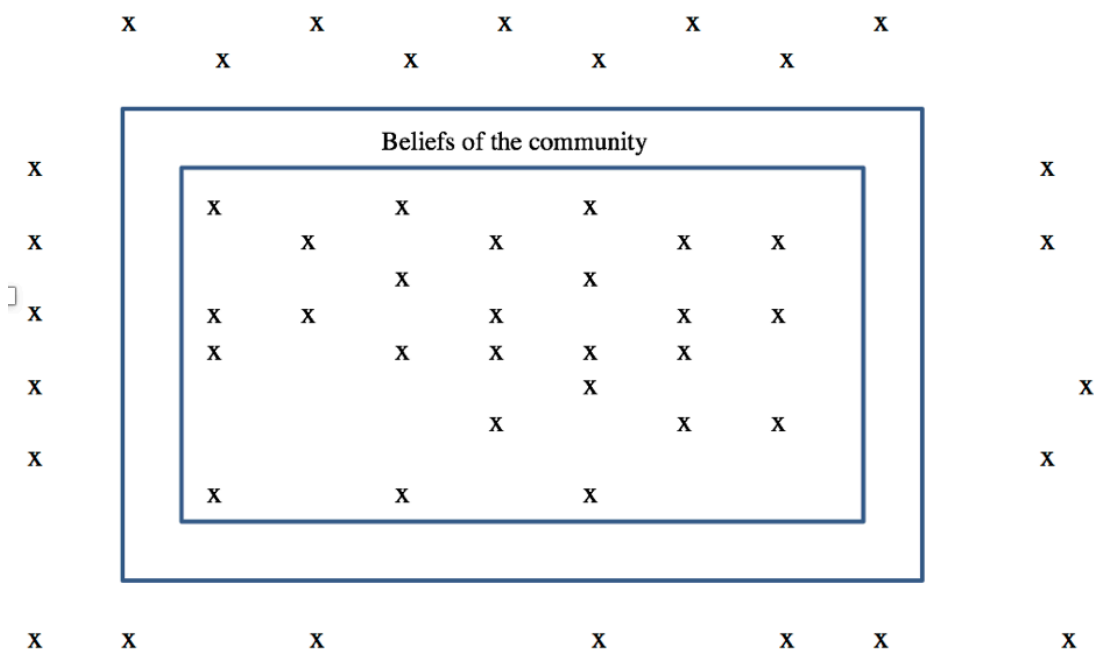 x x x x x
x x x x
Beliefs of the community
x x
x x x
x x x x x x
x x
x x x x x x
x x x x x
x x x
x x x
x x
x x x
x x x x x x x